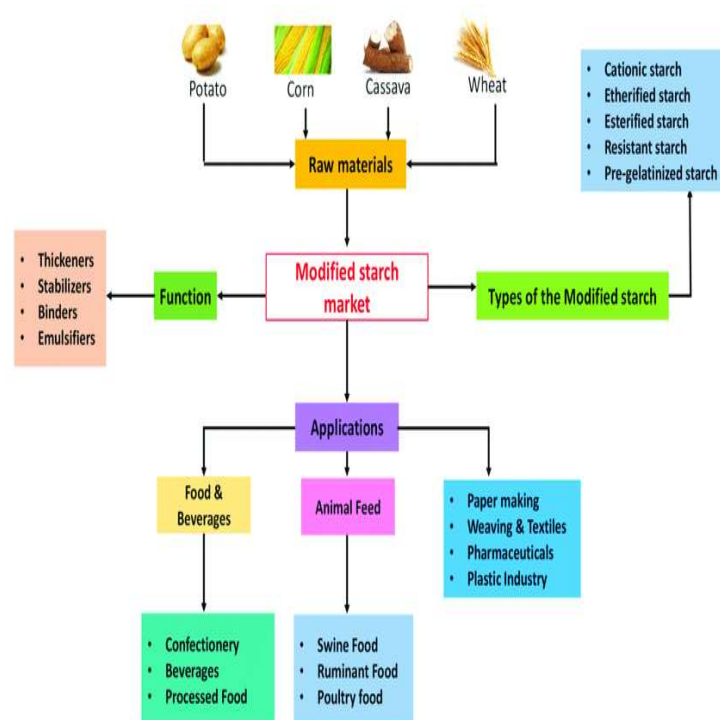 Potato
Corn
Cassava
Wheat
Raw materials
• Cationic starch
• Etherified starch
• Esterified starch
• Resistant starch
• Pre-gelatinized starch
• Thickeners
• Stabilizers
• Binders
• Emulsifiers
Function
Modified starch
market
Types of the Modified starch
Applications
Food &
Beverages
Animal Feed
• Paper making
• Weaving & Textiles
• Pharmaceuticals
• Plastic Industry
• Confectionery
• Beverages
• Processed Food
• Swine Food
• Ruminant Food
• Poultry food